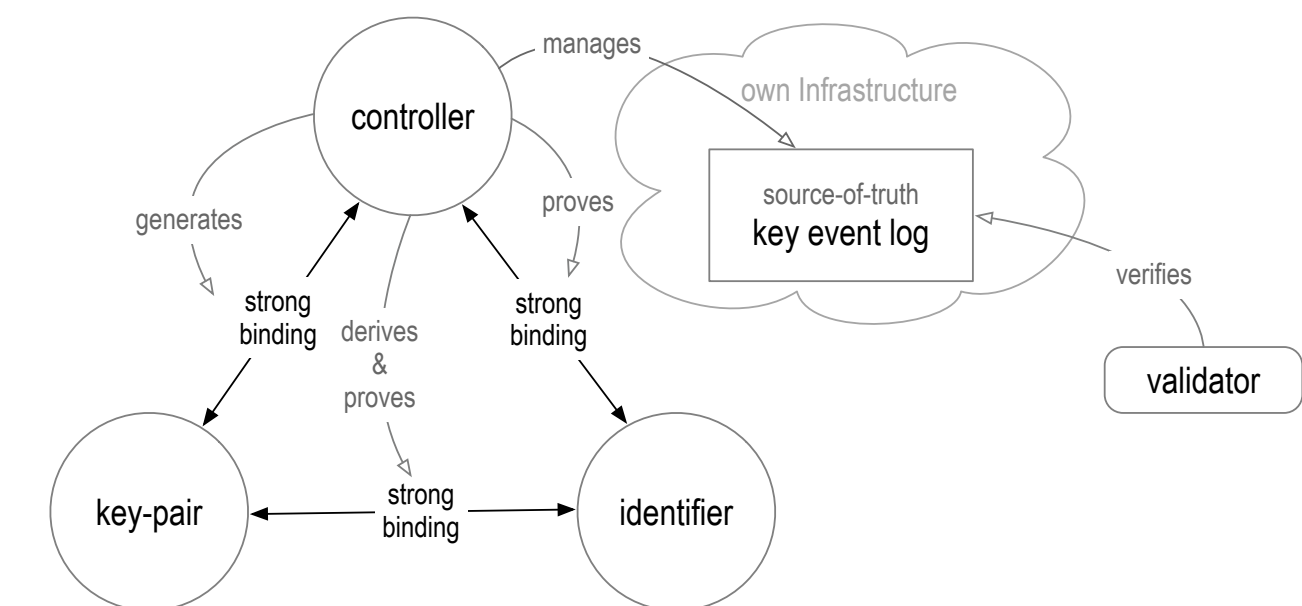 manages
own Infrastructure
controller
source-of-truth
key event log
generates
proves
verifies
strong
binding
derives
&
proves
strong
binding
validator
key-pair
strong
binding
identifier